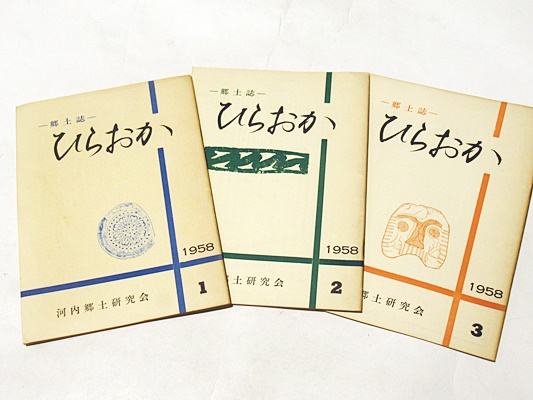 —郷土誌—
ひらおか
1958
1
河内郷土研究会
—郷土誌—
ひらおか
1958
2
郷土研究会
—郷土誌—
ひらおか
1958
3
郷土研究会